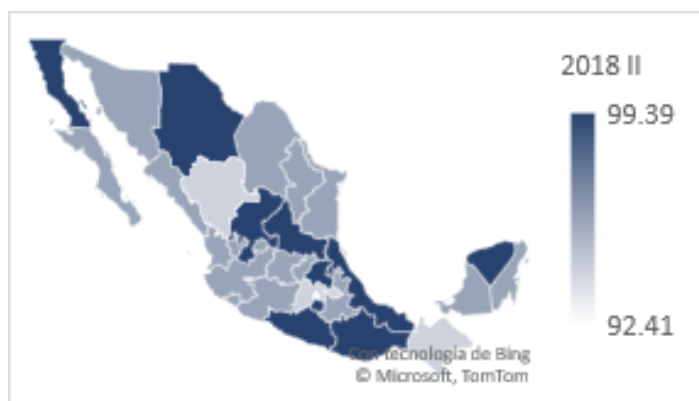 2018 II
99.39
92.41
Con tecnología de Bing
© Microsoft, TomTom